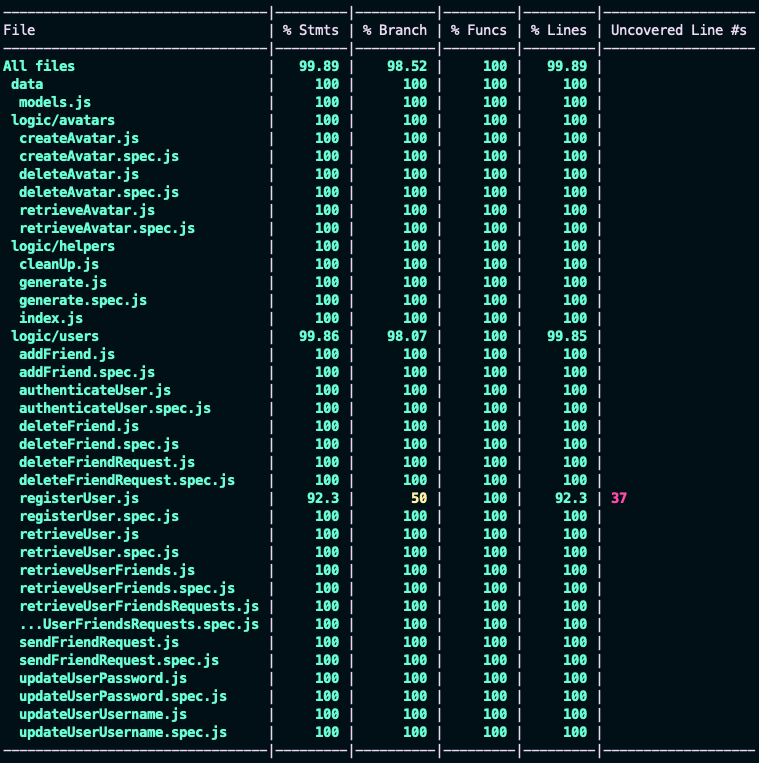 File | % Stmts | % Branch | % Funcs | % Lines | Uncovered Line #s
All files | 99.89 | 98.52 | 100 | 99.89 |
data | 100 | 100 | 100 | 100 |
models.js | 100 | 100 | 100 | 100 |
logic/avatars | 100 | 100 | 100 | 100 |
createAvatar.js | 100 | 100 | 100 | 100 |
createAvatar.spec.js | 100 | 100 | 100 | 100 |
deleteAvatar.js | 100 | 100 | 100 | 100 |
deleteAvatar.spec.js | 100 | 100 | 100 | 100 |
retrieveAvatar.js | 100 | 100 | 100 | 100 |
retrieveAvatar.spec.js | 100 | 100 | 100 | 100 |
logic/helpers | 100 | 100 | 100 | 100 |
cleanUp.js | 100 | 100 | 100 | 100 |
generate.js | 100 | 100 | 100 | 100 |
generate.spec.js | 100 | 100 | 100 | 100 |
index.js | 100 | 100 | 100 | 100 |
logic/users | 99.86 | 98.07 | 100 | 99.85 |
addFriend.js | 100 | 100 | 100 | 100 |
addFriend.spec.js | 100 | 100 | 100 | 100 |
authenticateUser.js | 100 | 100 | 100 | 100 |
authenticateUser.spec.js | 100 | 100 | 100 | 100 |
deleteFriend.js | 100 | 100 | 100 | 100 |
deleteFriend.spec.js | 100 | 100 | 100 | 100 |
deleteFriendRequest.js | 100 | 100 | 100 | 100 |
deleteFriendRequest.spec.js | 100 | 100 | 100 | 100 |
registerUser.js | 92.3 | 50 | 100 | 92.3 | 37
registerUser.spec.js | 100 | 100 | 100 | 100 |
retrieveUser.js | 100 | 100 | 100 | 100 |
retrieveUser.spec.js | 100 | 100 | 100 | 100 |
retrieveUserFriends.js | 100 | 100 | 100 | 100 |
retrieveUserFriends.spec.js | 100 | 100 | 100 | 100 |
retrieveUserFriendsRequests.js | 100 | 100 | 100 | 100 |
...UserFriendsRequests.spec.js | 100 | 100 | 100 | 100 |
sendFriendRequest.js | 100 | 100 | 100 | 100 |
sendFriendRequest.spec.js | 100 | 100 | 100 | 100 |
updateUserPassword.js | 100 | 100 | 100 | 100 |
updateUserPassword.spec.js | 100 | 100 | 100 | 100 |
updateUserUsername.js | 100 | 100 | 100 | 100 |
updateUserUsername.spec.js | 100 | 100 | 100 | 100 |